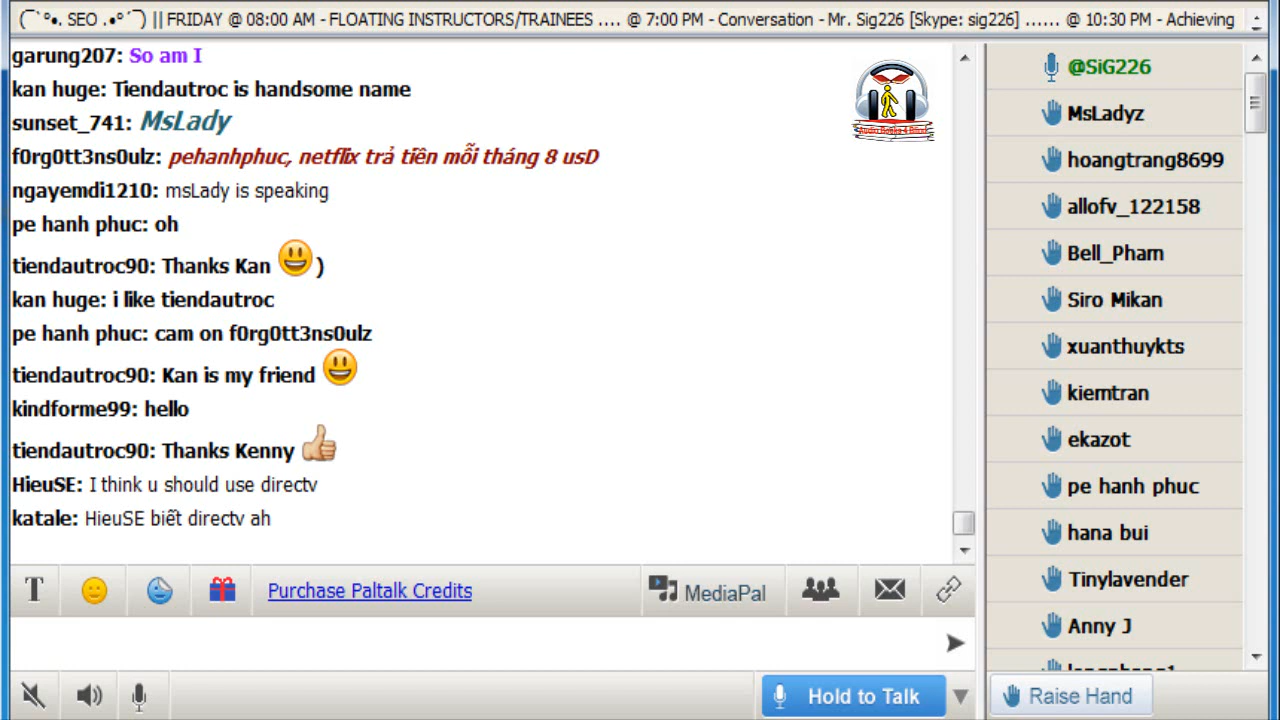 (¯`°•. SEO .•°´¯) || FRIDAY @ 08:00 AM - FLOATING INSTRUCTORS/TRAINEES .... @ 7:00 PM - Conversation - Mr. Sig226 [Skype: sig226] ...... @ 10:30 PM - Achieving
garung207: So am I
kan huge: Tiendautroc is handsome name
sunset_741: MsLady
f0rg0tt3ns0ulz: pehanhphuc, netflix trả tiền mỗi tháng 8 usD
ngayemdi1210: msLady is speaking
pe hanh phuc: oh
tiendautroc90: Thanks Kan 😃 )
kan huge: i like tiendautroc
pe hanh phuc: cam on f0rg0tt3ns0ulz
tiendautroc90: Kan is my friend 😃
kindforme99: hello
tiendautroc90: Thanks Kenny 👍
HieuSE: I think u should use directv
katale: HieuSE biết directv ah
T
Purchase Paltalk Credits
MediaPal
Hold to Talk
@SiG226
MsLadyz
hoangtrang8699
allofv_122158
Bell_Pham
Siro Mikan
xuanthuykts
kiemtran
ekazot
pe hanh phuc
hana bui
Tinylavender
Anny J
Raise Hand